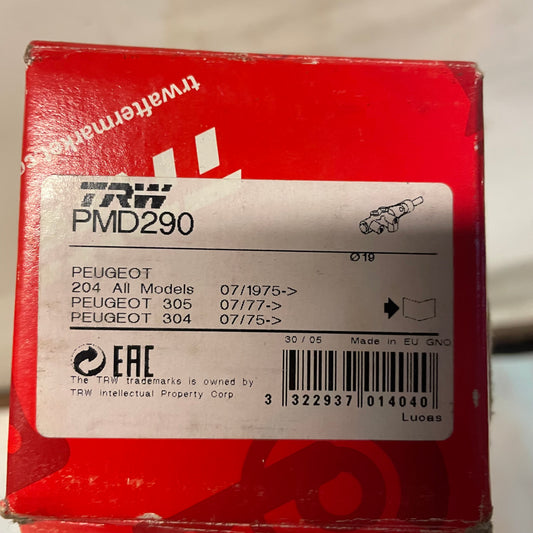 trwaftermarket.co
TRW
PMD290
Ø19
PEUGEOT
204 All Models 07/1975->
PEUGEOT 305 07/77->
PEUGEOT 304 07/75->
30/05 Made in EU GNO
EAC
The TRW trademarks is owned by
TRW Intellectual Property Corp
3 322937 014040
Lucas